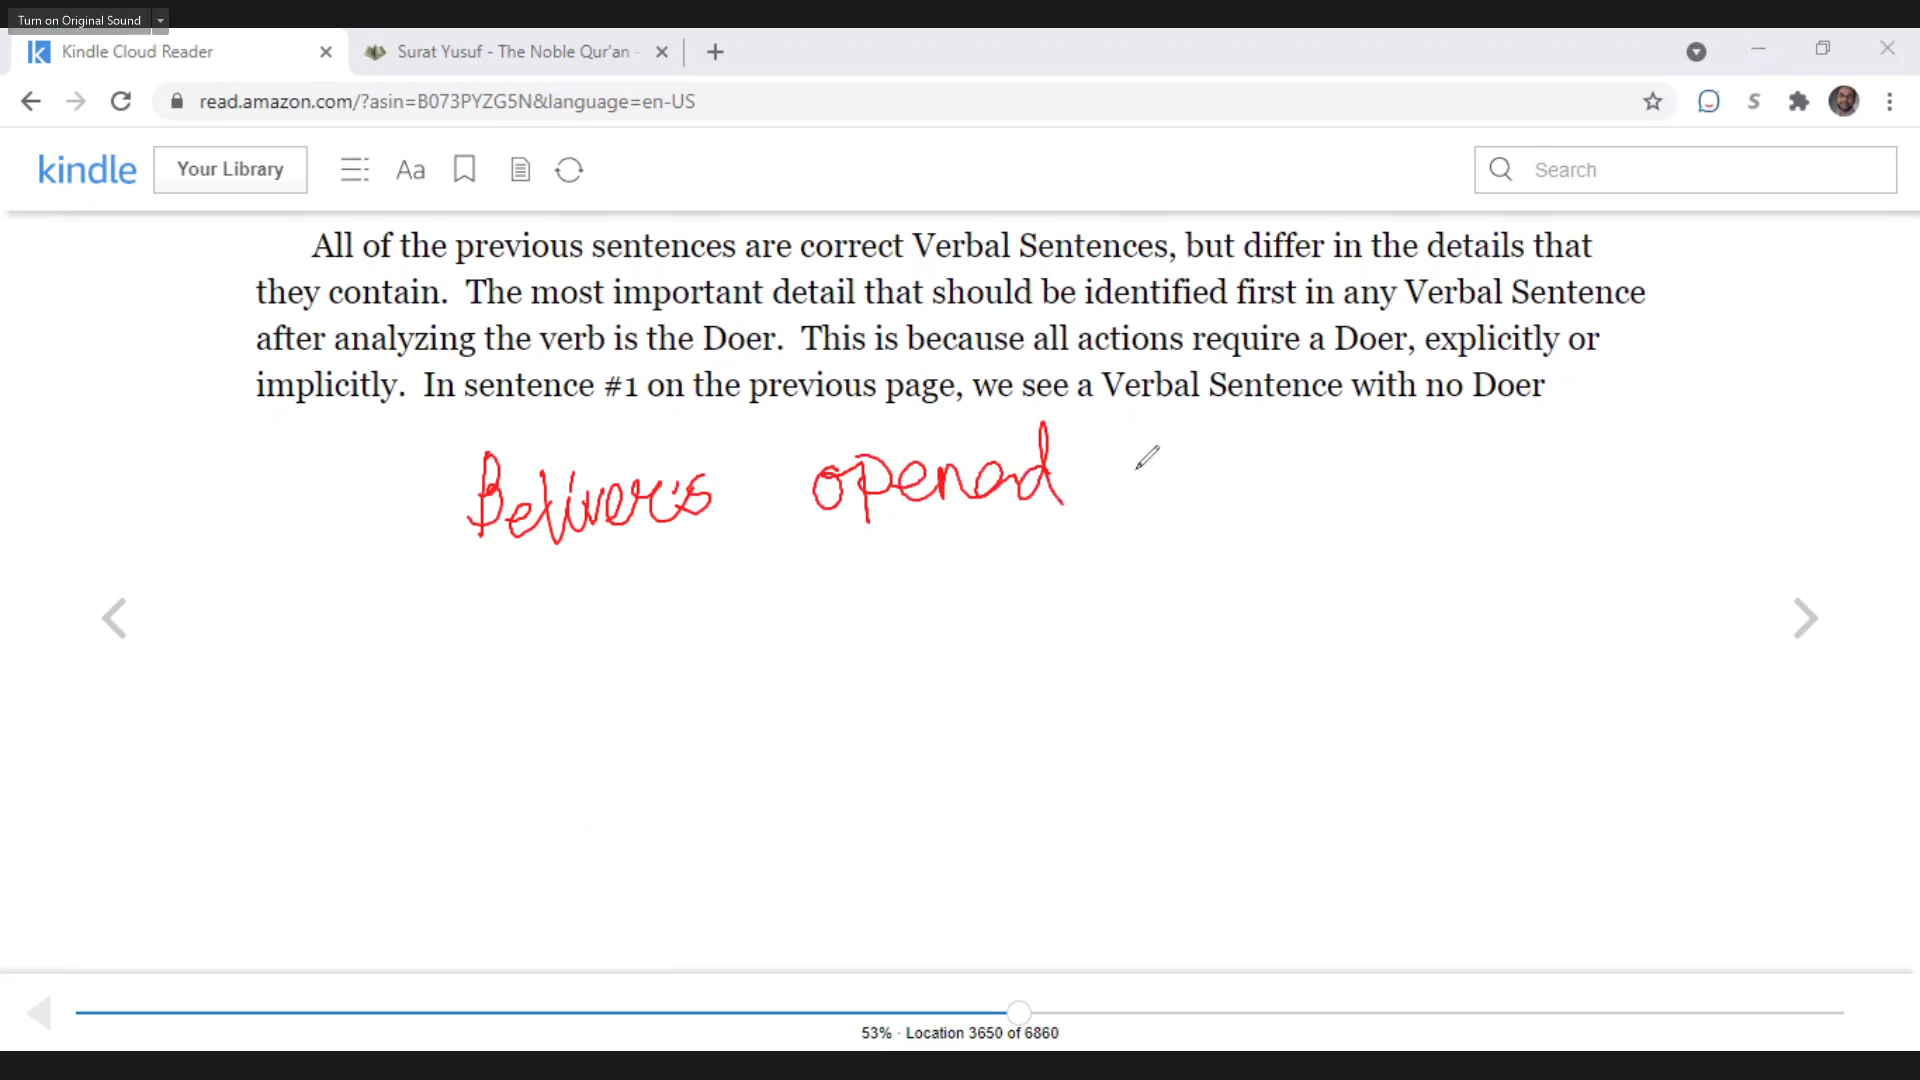 Turn on Original Sound
Kindle Cloud Reader
Surat Yusuf - The Noble Qur'an -
read.amazon.com/?asin=B073PYZG5N&language=en-US
kindle
Your Library
Aa
Search
All of the previous sentences are correct Verbal Sentences, but differ in the details that
they contain. The most important detail that should be identified first in any Verbal Sentence
after analyzing the verb is the Doer. This is because all actions require a Doer, explicitly or
implicitly. In sentence #1 on the previous page, we see a Verbal Sentence with no Doer
Beliver's opened
53% · Location 3650 of 6860